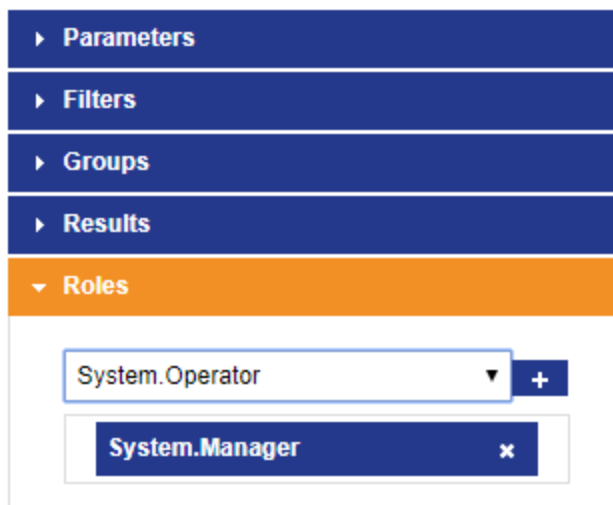 Parameters
Filters
Groups
Results
Roles
System.Operator
System.Manager